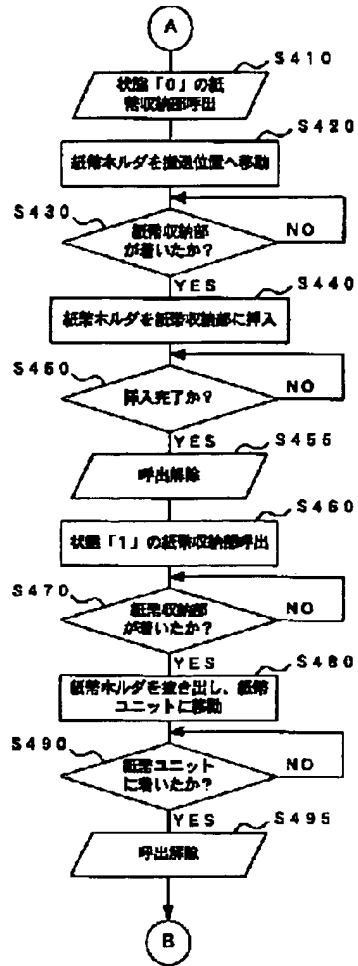 A
S410
状態「0」の紙
幣収納部呼出
S420
紙幣ホルダを 位置へ移動
S430
紙幣収納部
が着いたか?
NO
YES
S440
紙幣ホルダを紙幣収納部に挿入
S450
挿入完了か?
NO
YES
S455
呼出解除
S460
状態「1」の紙幣収納部呼出
S470
紙幣収納部
が着いたか?
NO
YES
S480
紙幣ホルダを抜き出し、紙幣
ユニットに移動
S490
紙幣ユニット
に着いたか?
NO
YES
S495
呼出解除
B